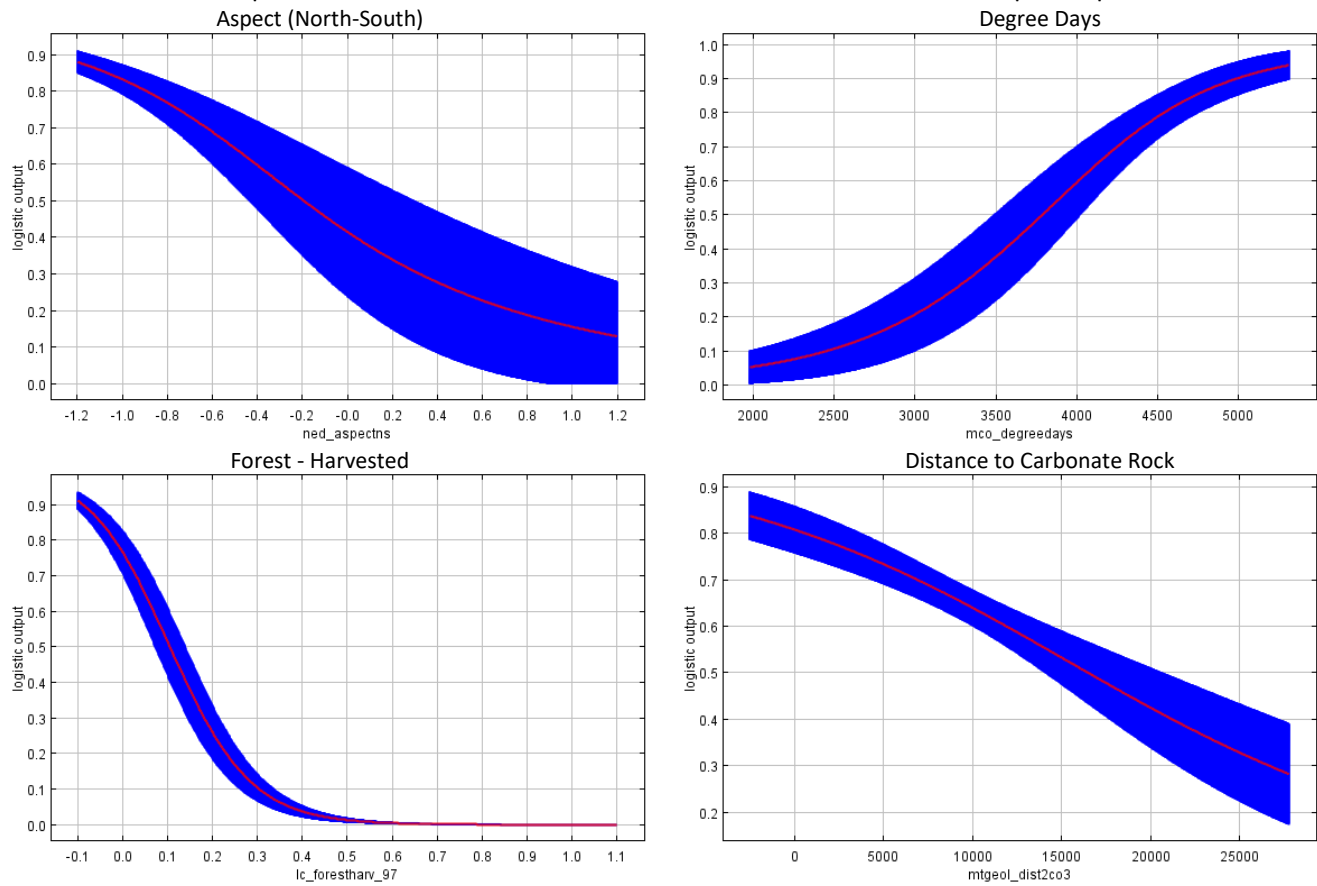 Aspect (North-South)
0.9
0.8
0.7
0.6
0.5
0.4
0.3
0.2
0.1
0.0
logistic output
-1.2 -1.0 -0.8 -0.6 -0.4 -0.2 -0.0 0.2 0.4 0.6 0.8 1.0 1.2
ned_aspectns
Degree Days
1.0
0.9
0.8
0.7
0.6
0.5
0.4
0.3
0.2
0.1
0.0
logistic output
2000 2500 3000 3500 4000 4500 5000
mco_degreedays
Forest - Harvested
0.9
0.8
0.7
0.6
0.5
0.4
0.3
0.2
0.1
0.0
logistic output
-0.1 0.0 0.1 0.2 0.3 0.4 0.5 0.6 0.7 0.8 0.9 1.0 1.1
lc_forestharv_97
Distance to Carbonate Rock
0.9
0.8
0.7
0.6
0.5
0.4
0.3
0.2
logistic output
0 5000 10000 15000 20000 25000
mtgeol_dist2co3